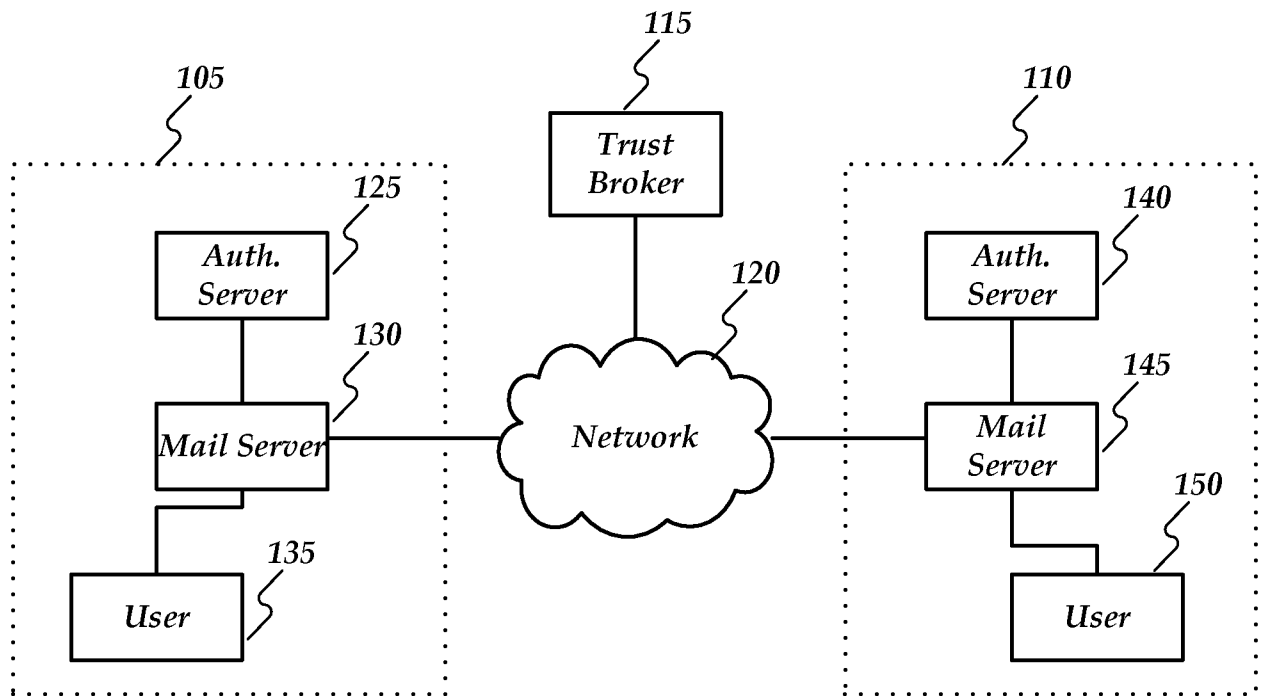 115
105
110
Trust
Broker
125
140
Auth.
Server
Auth.
Server
120
130
145
Mail Server
Network
Mail
Server
150
135
User
User